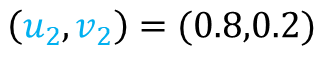 (u₂,v₂) = (0.8,0.2)